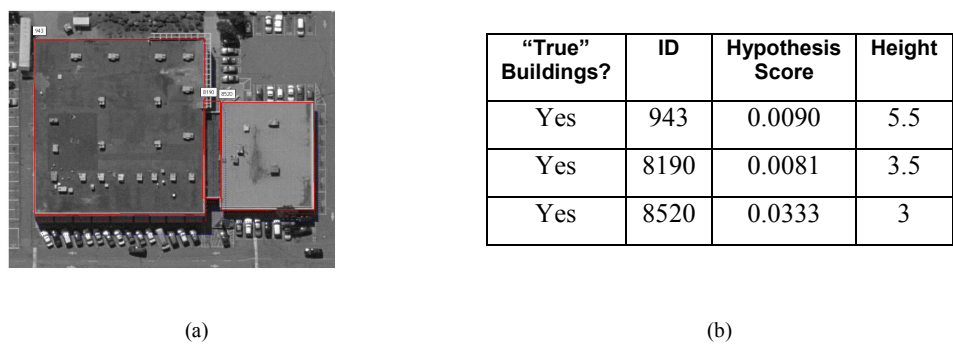 943
8190
8520
“True” Buildings? ID Hypothesis Score Height
Yes 943 0.0090 5.5
Yes 8190 0.0081 3.5
Yes 8520 0.0333 3
(a)
(b)